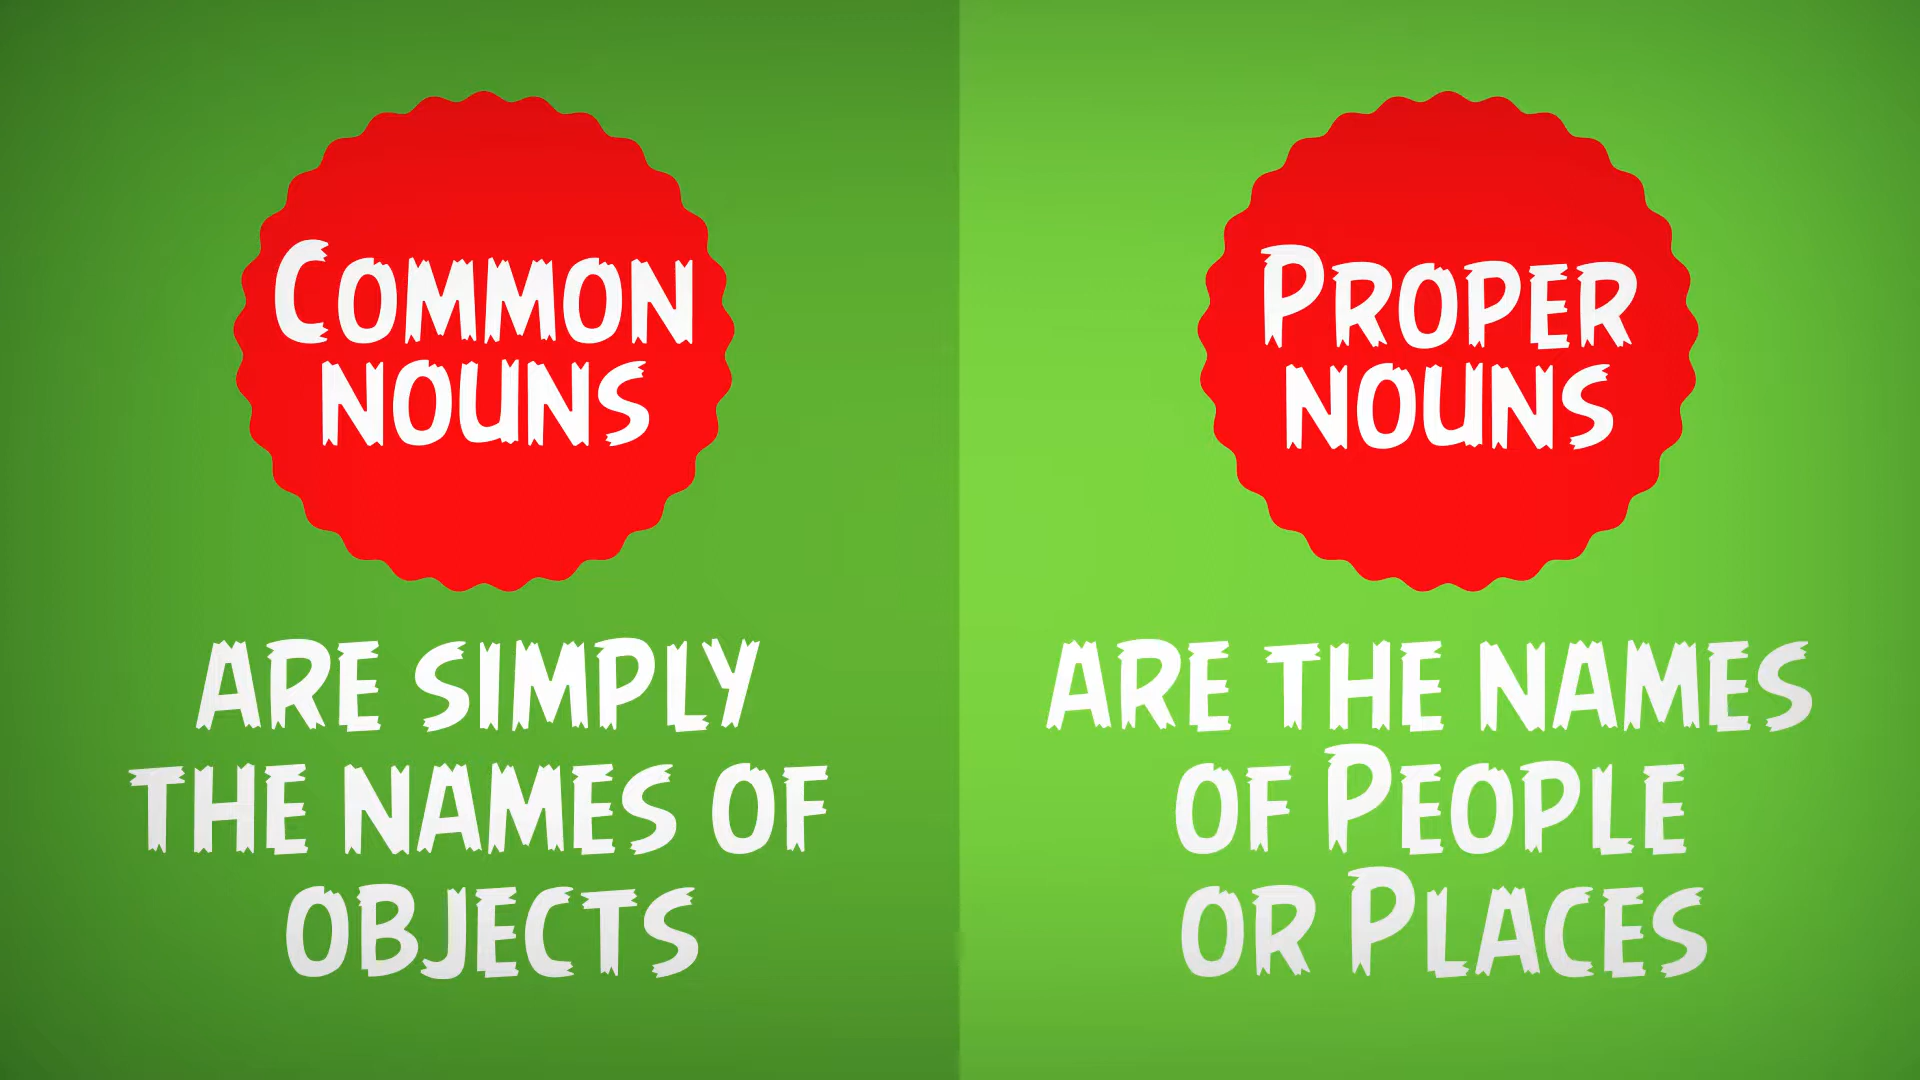 Common
nouns
are simply
the names of
objects
Proper
nouns
are the names
of People
or Places